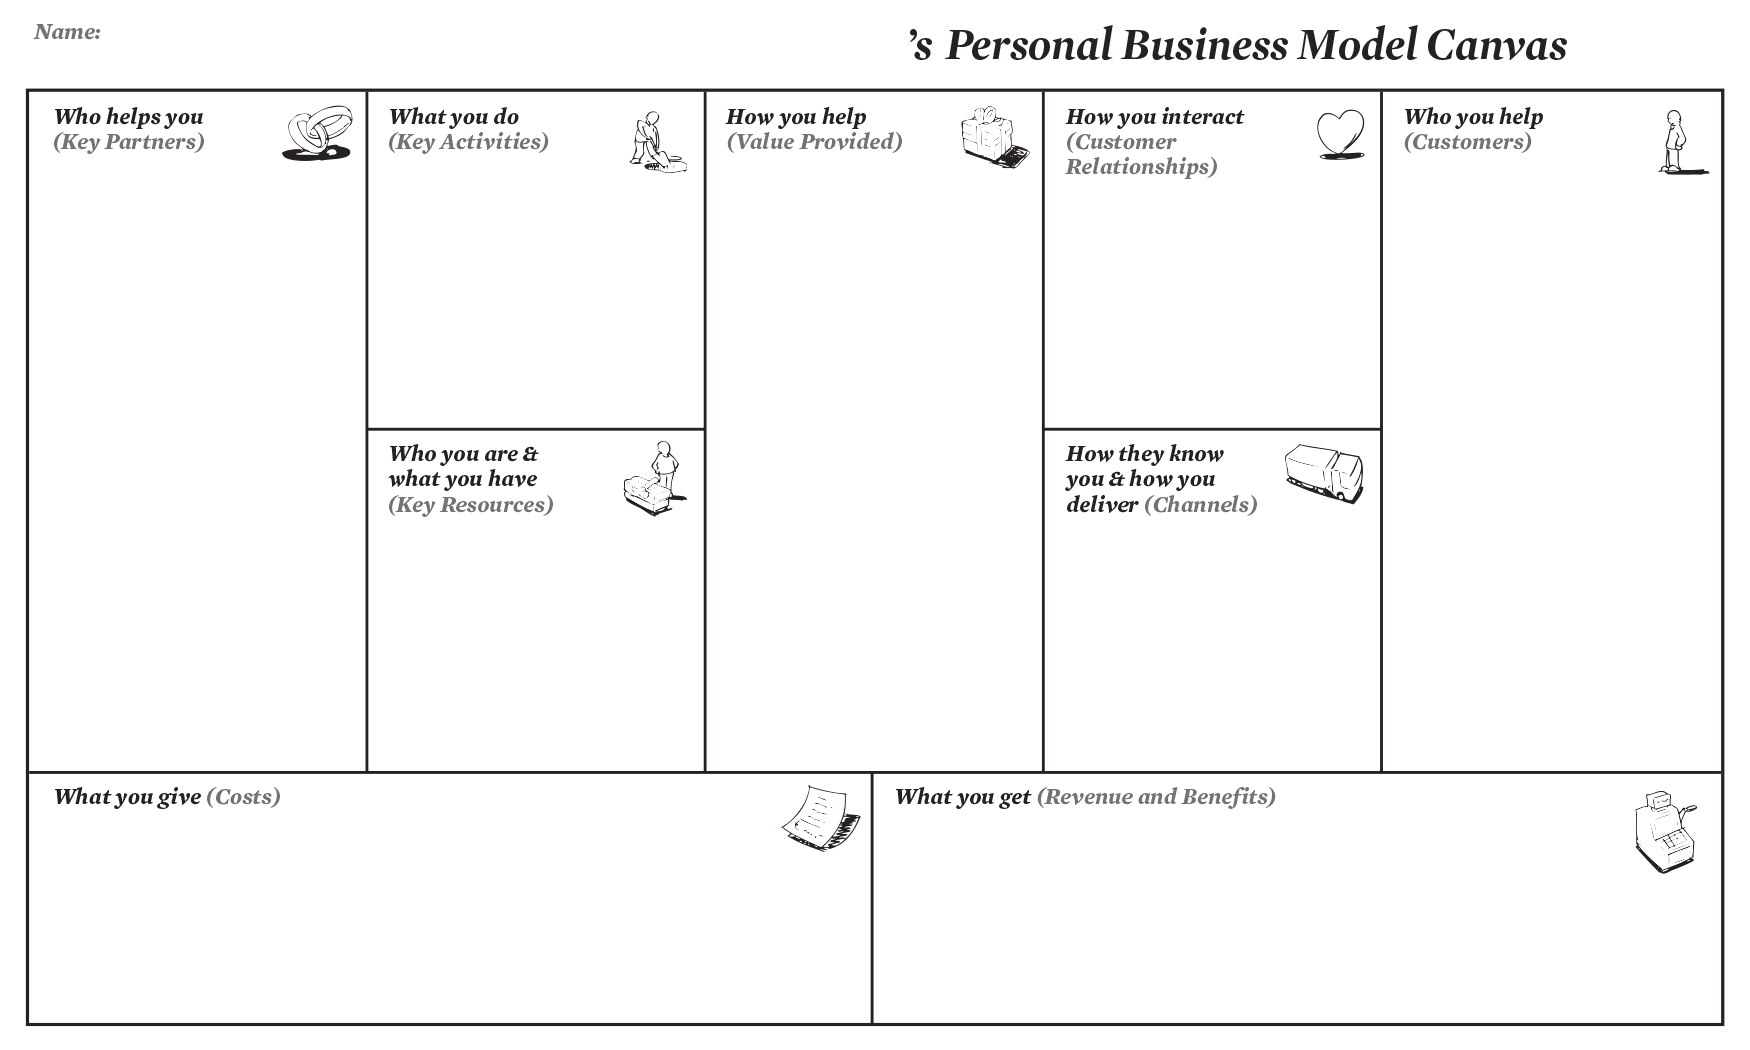 Name:
’s Personal Business Model Canvas
Who helps you
(Key Partners)
What you do
(Key Activities)
How you help
(Value Provided)
How you interact
(Customer
Relationships)
Who you help
(Customers)
Who you are &
what you have
(Key Resources)
How they know
you & how you
deliver (Channels)
What you give (Costs)
What you get (Revenue and Benefits)